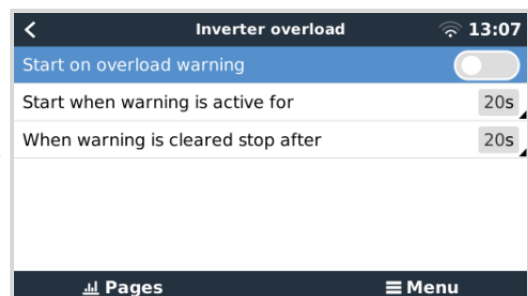 Inverter overload 13:07
Start on overload warning
Start when warning is active for 20s
When warning is cleared stop after 20s
Pages Menu